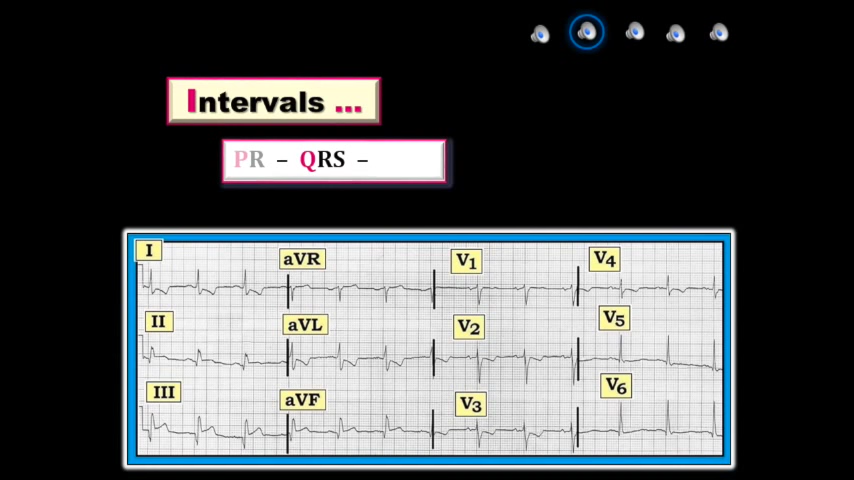 Intervals ...
PR – QRS –
I aVR V1 V4
II aVL V2 V5
III aVF V3 V6